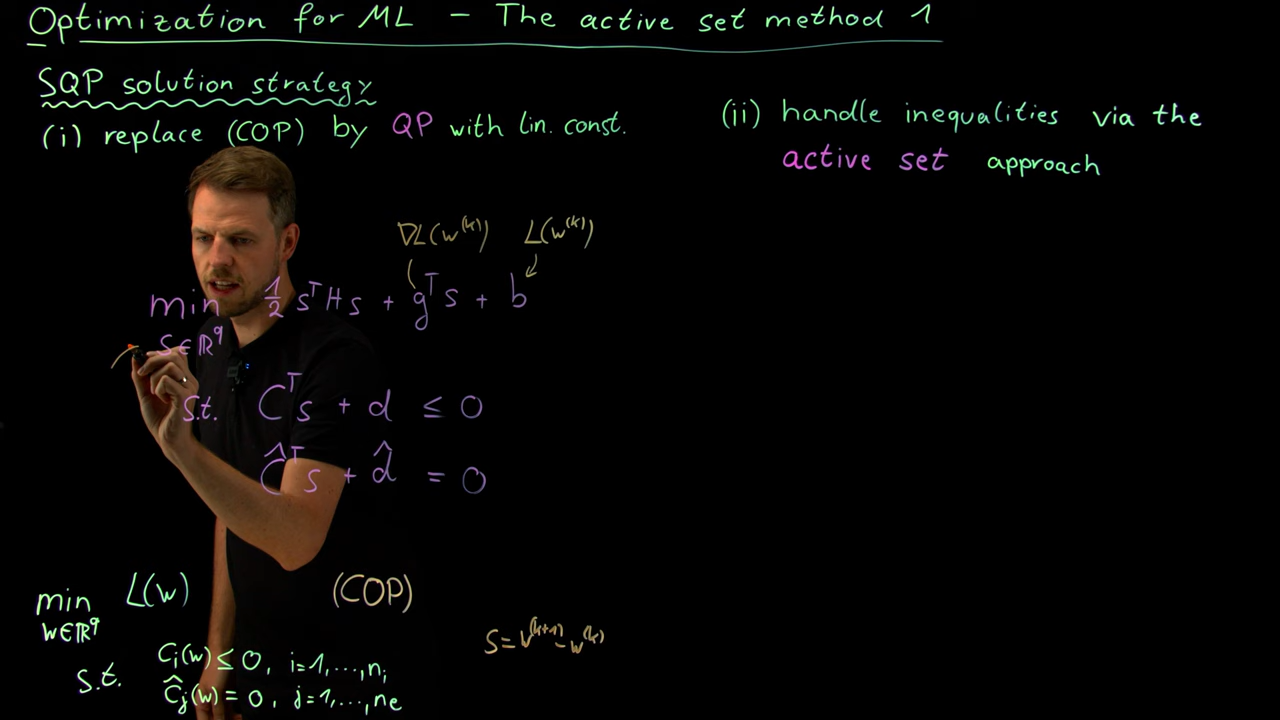 Optimization for ML – The active set method 1
SQP solution strategy
(i) replace (COP) by QP with lin. const.
∇L(w^(k)) L(w^(k))
min 1/2 s^T H s + g^T s + b
s∈ℝ^q
s.t. C^T s + d ≤ 0
Ĉ^T s + d̂ = 0
min L(w) (COP)
w∈ℝ^q
s.t. c_i(w) ≤ 0, i=1,...,n_i
ĉ_j(w) = 0, j=1,...,n_e
s = w^(k+1) - w^(k)
(ii) handle inequalities via the
active set approach